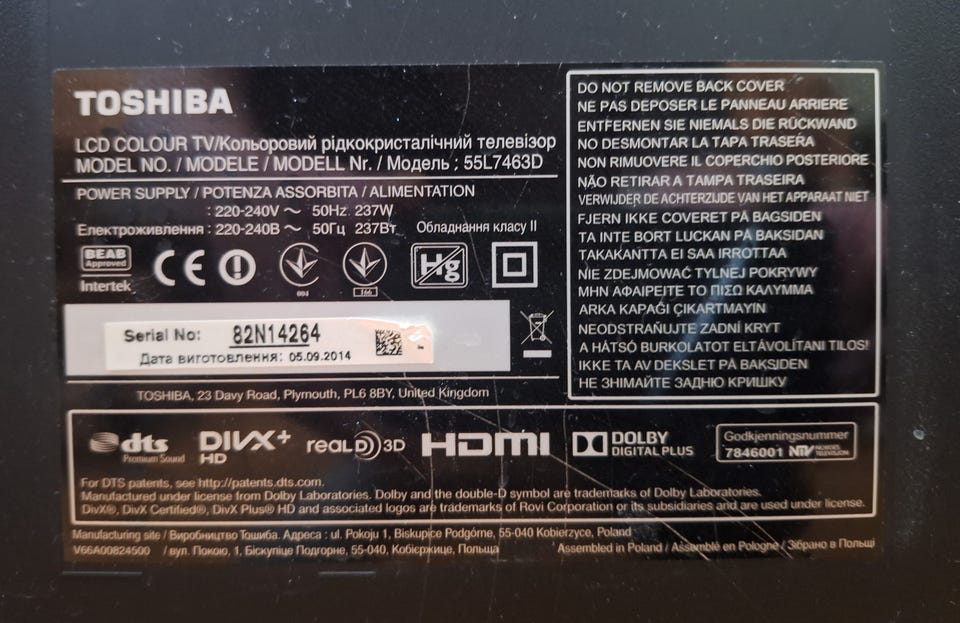 TOSHIBA
LCD COLOUR TV/Кольоровий рідкокристалічний телевізор
MODEL NO. / MODELE / MODELL Nr. / Модель : 55L7463D
POWER SUPPLY / POTENZA ASSORBITA / ALIMENTATION
: 220-240V ~ 50Hz 237W
Електроживлення : 220-240В ~ 50Гц 237Вт Обладнання класу II
BEAB
Approved
Intertek
CE
004
166
Hg
Serial No: 82N14264
Дата виготовлення: 05.09.2014
TOSHIBA, 23 Davy Road, Plymouth, PL6 8BY, United Kingdom
DO NOT REMOVE BACK COVER
NE PAS DEPOSER LE PANNEAU ARRIERE
ENTFERNEN SIE NIEMALS DIE RÜCKWAND
NO DESMONTAR LA TAPA TRASERA
NON RIMUOVERE IL COPERCHIO POSTERIORE
NÃO RETIRAR A TAMPA TRASEIRA
VERWIJDER DE ACHTERZIJDE VAN HET APPARAAT NIET
FJERN IKKE COVERET PÅ BAGSIDEN
TA INTE BORT LUCKAN PÅ BAKSIDAN
TAKAKANTTA EI SAA IRROTTAA
NIE ZDEJMOWAĆ TYLNEJ POKRYWY
ΜΗΝ ΑΦΑΙΡΕΙΤΕ ΤΟ ΠΙΣΩ ΚΑΛΥΜΜΑ
ARKA KAPAĞI ÇIKARTMAYIN
NEODSTRAŇUJTE ZADNÍ KRYT
A HÁTSÓ BURKOLATOT ELTÁVOLÍTANI TILOS!
IKKE TA AV DEKSLET PÅ BAKSIDEN
НЕ ЗНІМАЙТЕ ЗАДНЮ КРИШКУ
dts
Premium Sound
DIVX+
HD
REALD 3D
HDMI
DOLBY
DIGITAL PLUS
Godkjenningsnummer
7846001 NTV NORGES TELEVISJON
For DTS patents, see http://patents.dts.com.
Manufactured under license from Dolby Laboratories. Dolby and the double-D symbol are trademarks of Dolby Laboratories.
DivX®, DivX Certified®, DivX Plus® HD and associated logos are trademarks of Rovi Corporation or its subsidiaries and are used under license.
Manufacturing site / Виробництво Тошиба. Адреса : ul. Pokoju 1, Biskupice Podgórne, 55-040 Kobierzyce, Poland
V66A00824500 / вул. Покою, 1, Біскупіце Подгорне, 55-040, Кобієржице, Польща * Assembled in Poland / Assemblé en Pologne / Зібрано в Польщі